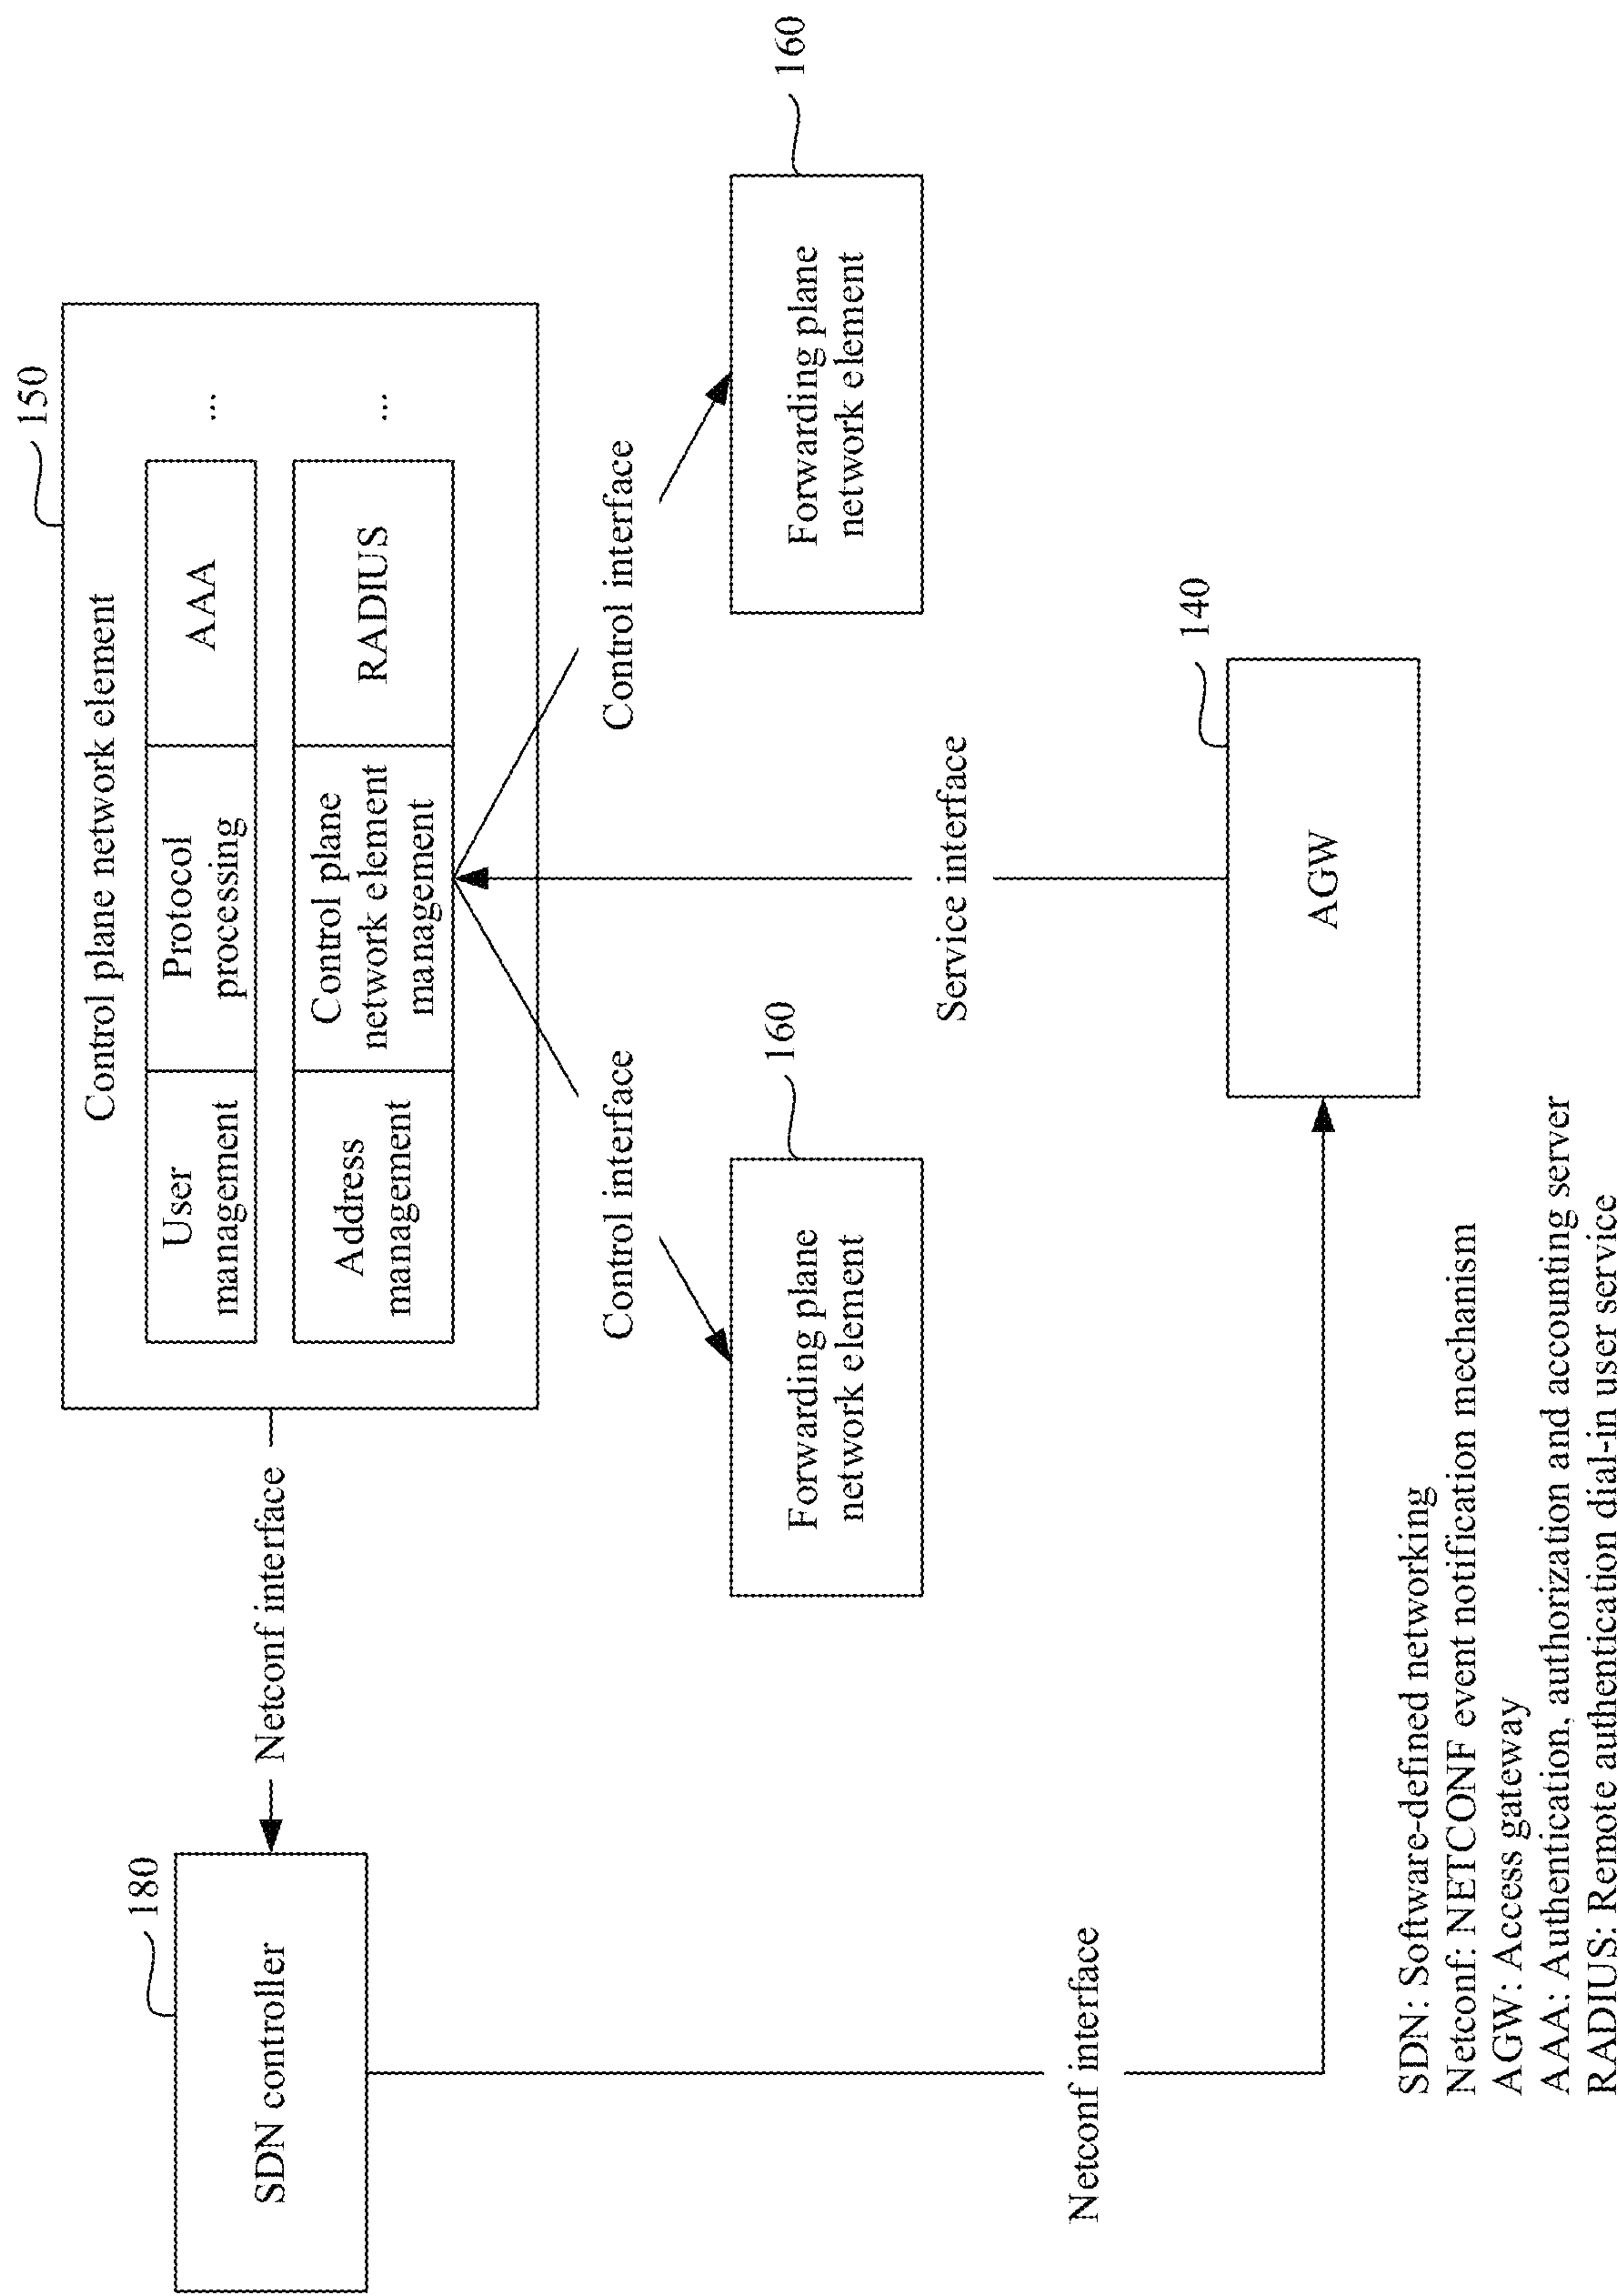 150
Control plane network element
User
management
Protocol
processing
AAA
...
Address
management
Control plane
network element
management
RADIUS
...
180
SDN controller
Netconf interface
Control interface
Control interface
160
Forwarding plane
network element
160
Forwarding plane
network element
Service interface
Netconf interface
140
AGW
SDN: Software-defined networking
Netconf: NETCONF event notification mechanism
AGW: Access gateway
AAA: Authentication, authorization and accounting server
RADIUS: Remote authentication dial-in user service